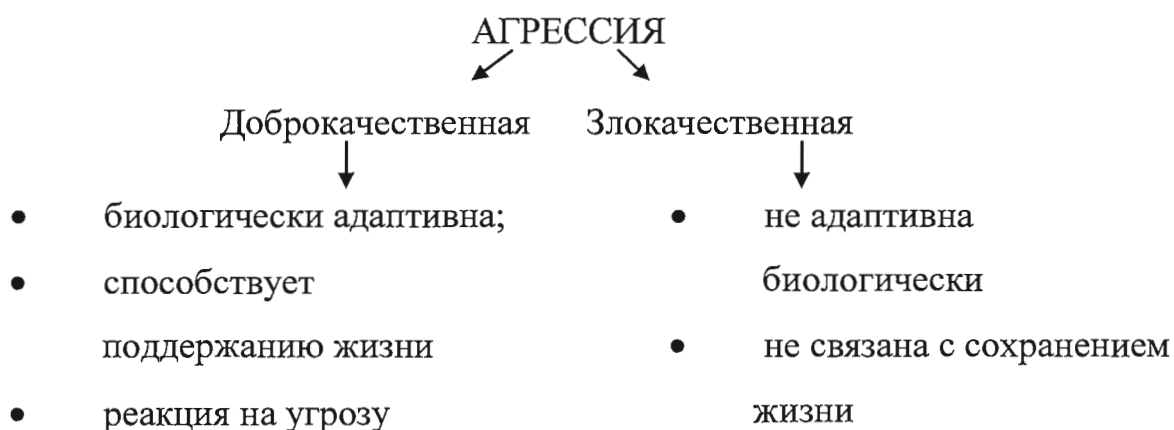 АГРЕССИЯ
Доброкачественная
Злокачественная
• биологически адаптивна;
• способствует
поддержанию жизни
• реакция на угрозу
• не адаптивна
биологически
• не связана с сохранением
жизни